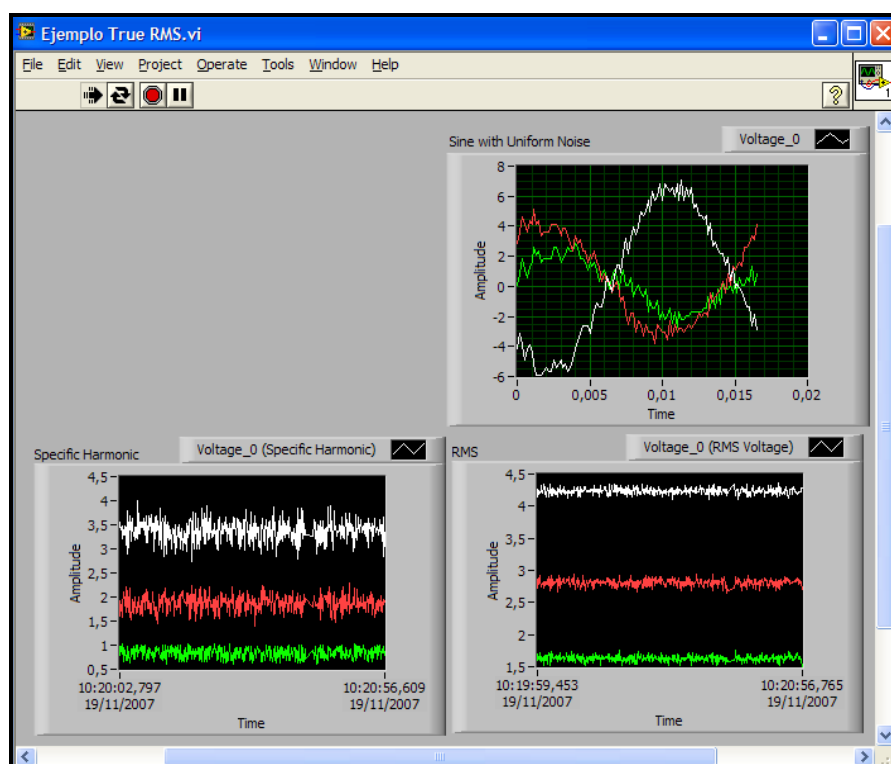 Ejemplo True RMS.vi
File Edit View Project Operate Tools Window Help
?
1
Sine with Uniform Noise
Voltage_0
8
6
4
2
0
-2
-4
-6
Amplitude
0 0,005 0,01 0,015 0,02
Time
Specific Harmonic
Voltage_0 (Specific Harmonic)
4,5
4
3,5
3
2,5
2
1,5
1
0,5
Amplitude
10:20:02,797 10:20:56,609
19/11/2007 19/11/2007
Time
RMS
Voltage_0 (RMS Voltage)
4,5
4
3,5
3
2,5
2
1,5
Amplitude
10:19:59,453 10:20:56,765
19/11/2007 19/11/2007
Time